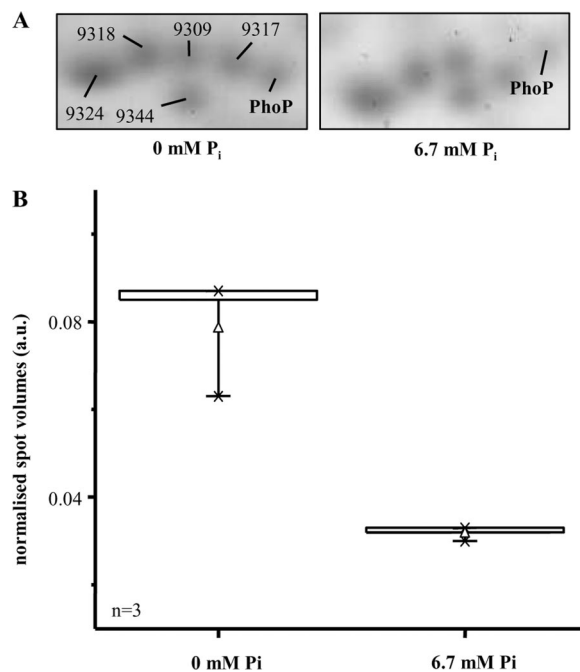 A
9318
9309
9317
9324
9344
PhoP
PhoP
0 mM Pi
6.7 mM Pi
B
normalised spot volumes (a.u.)
0.08
0.04
n=3
0 mM Pi
6.7 mM Pi